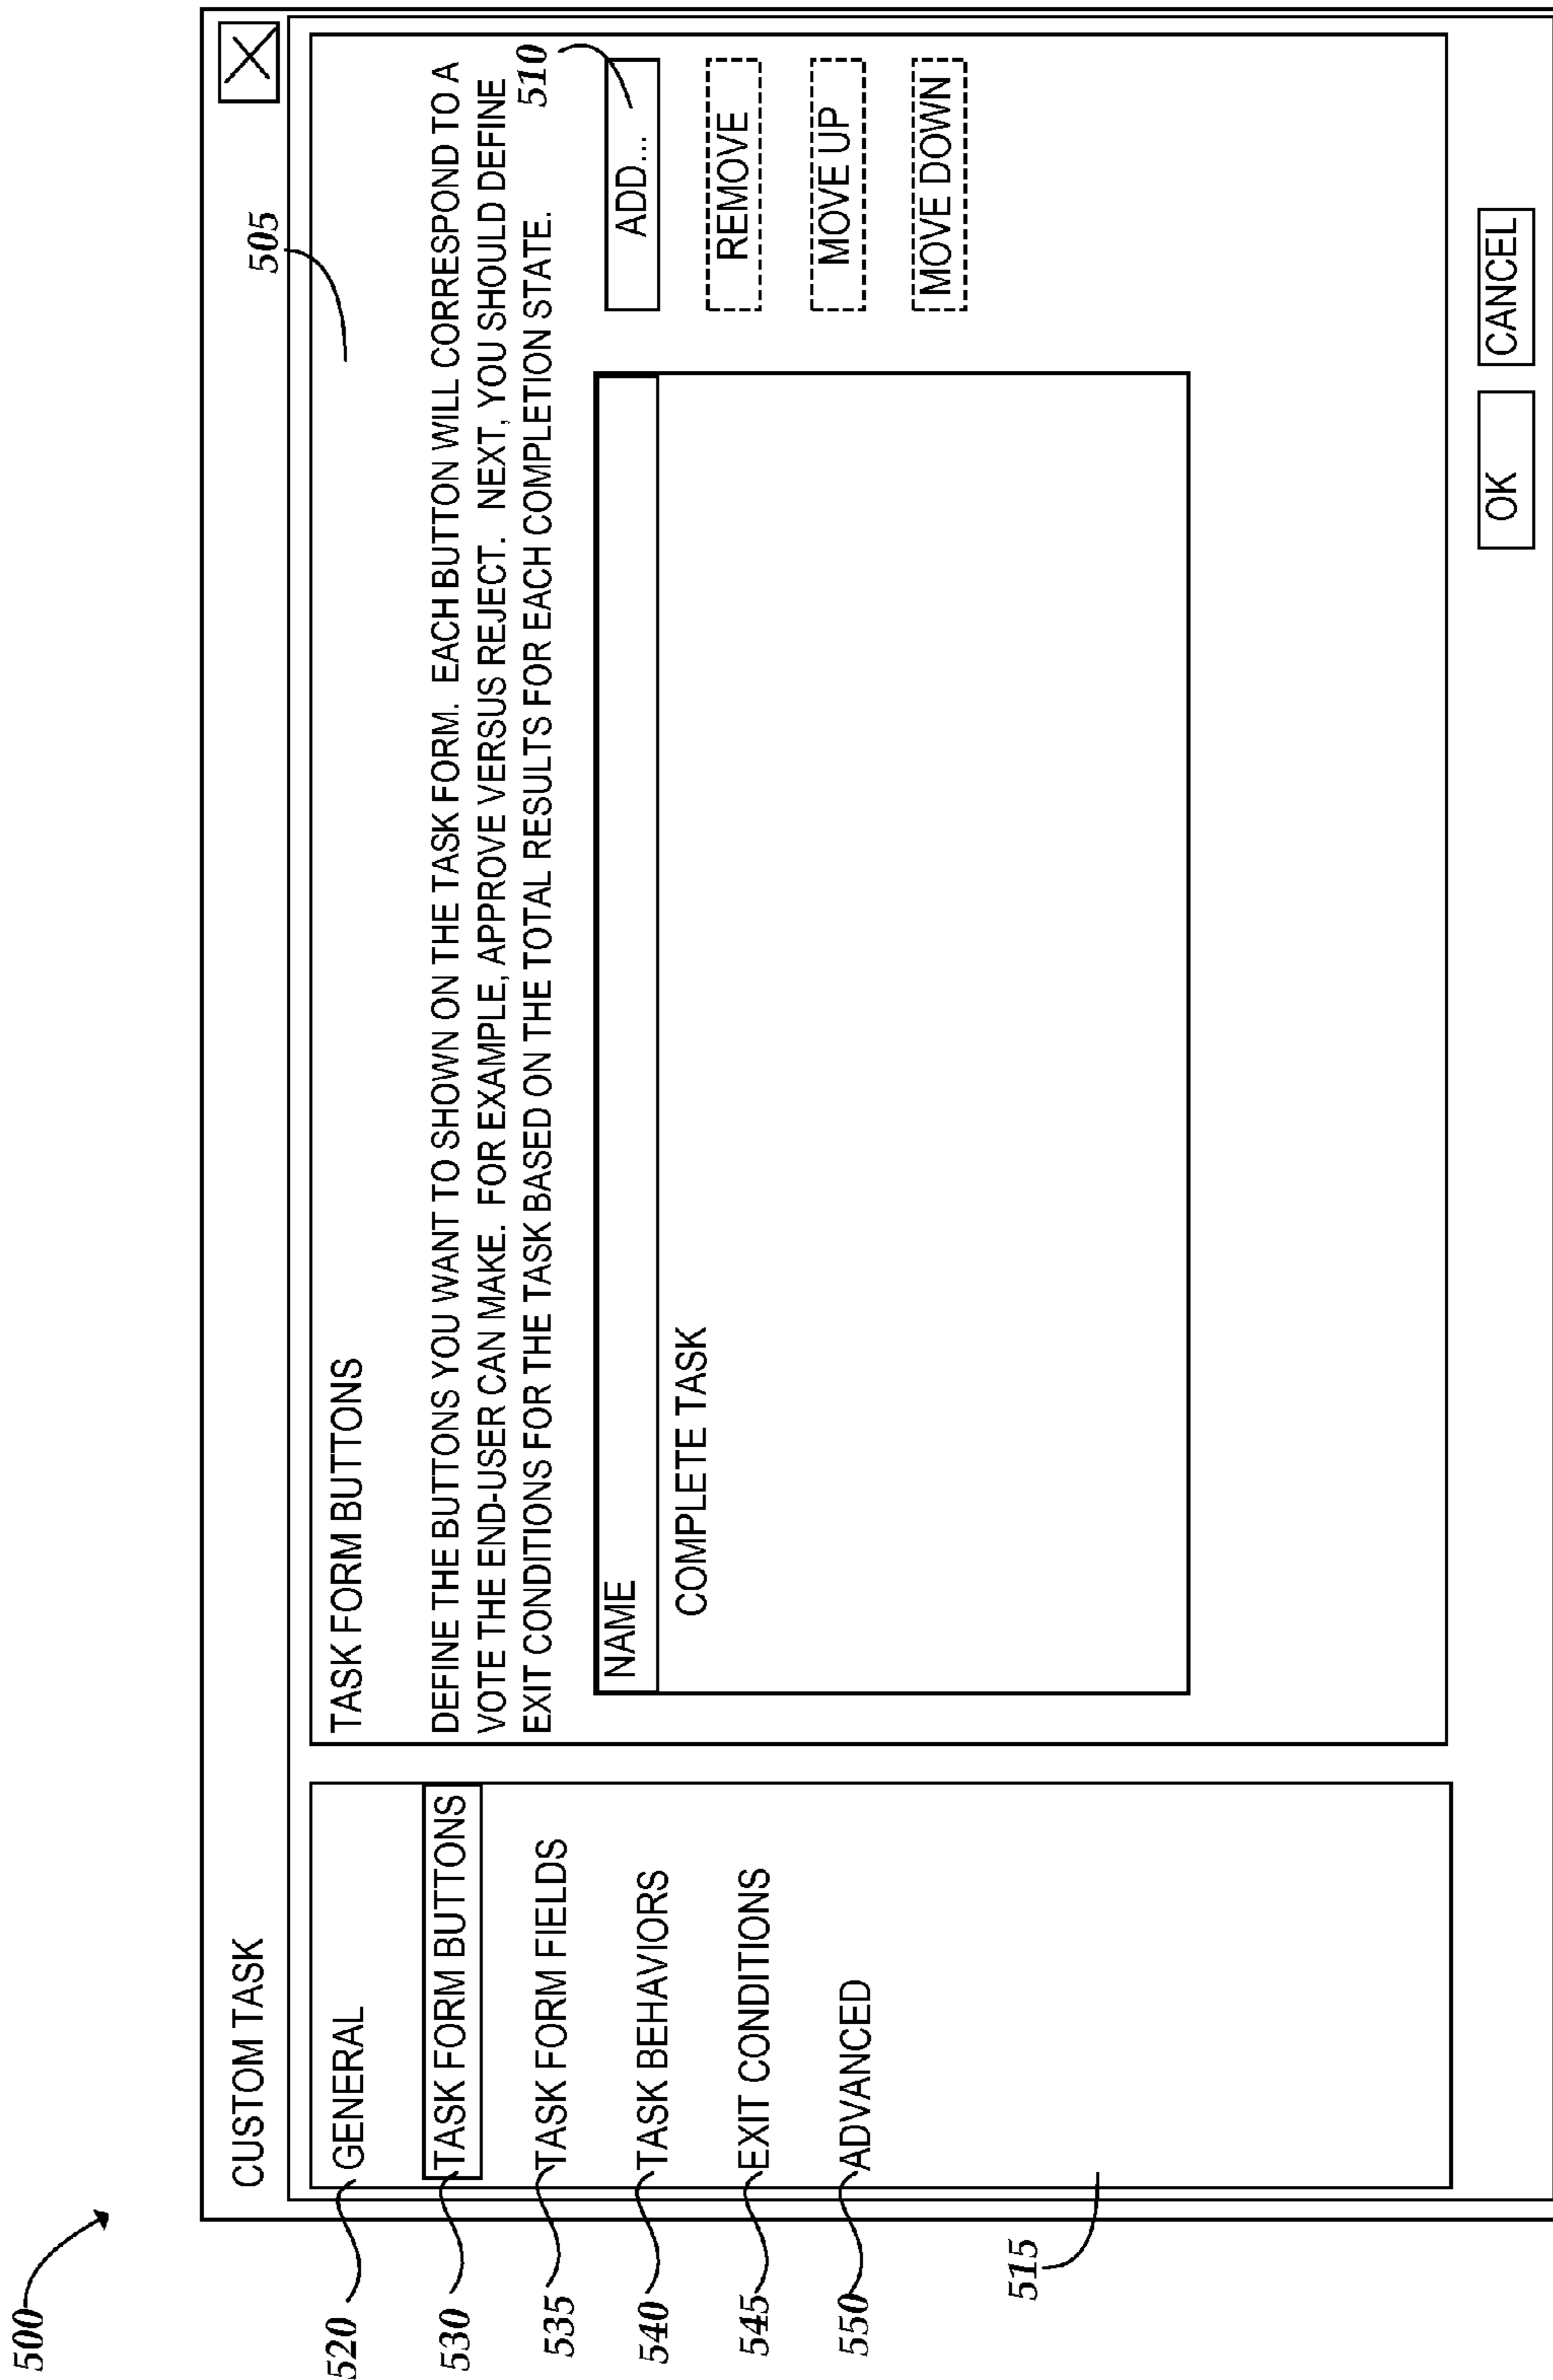 500
CUSTOM TASK
520
GENERAL
530
TASK FORM BUTTONS
535
TASK FORM FIELDS
540
TASK BEHAVIORS
545
EXIT CONDITIONS
550
ADVANCED
515
505
TASK FORM BUTTONS
DEFINE THE BUTTONS YOU WANT TO SHOWN ON THE TASK FORM. EACH BUTTON WILL CORRESPOND TO A
VOTE THE END-USER CAN MAKE. FOR EXAMPLE, APPROVE VERSUS REJECT. NEXT, YOU SHOULD DEFINE
EXIT CONDITIONS FOR THE TASK BASED ON THE TOTAL RESULTS FOR EACH COMPLETION STATE.
510
NAME
COMPLETE TASK
ADD...
REMOVE
MOVE UP
MOVE DOWN
OK
CANCEL